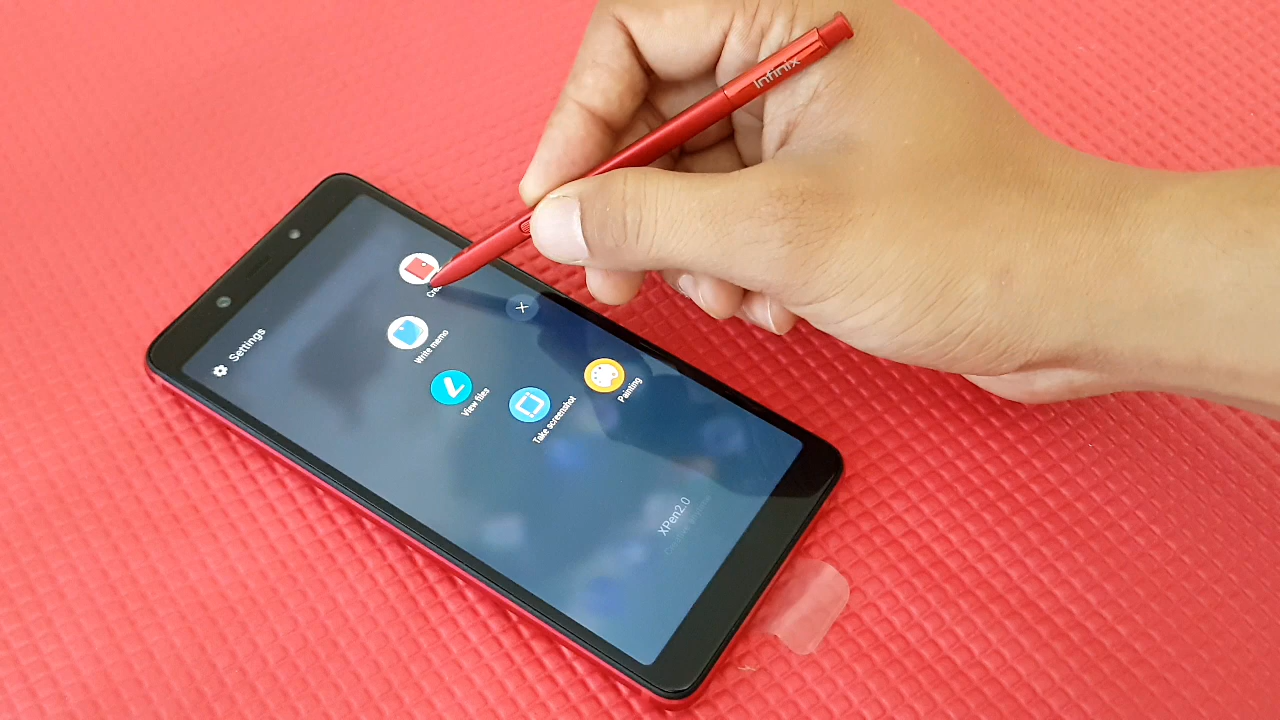 Infinix
Settings
Write memo
View files
Take screenshot
Painting
XPen2.0